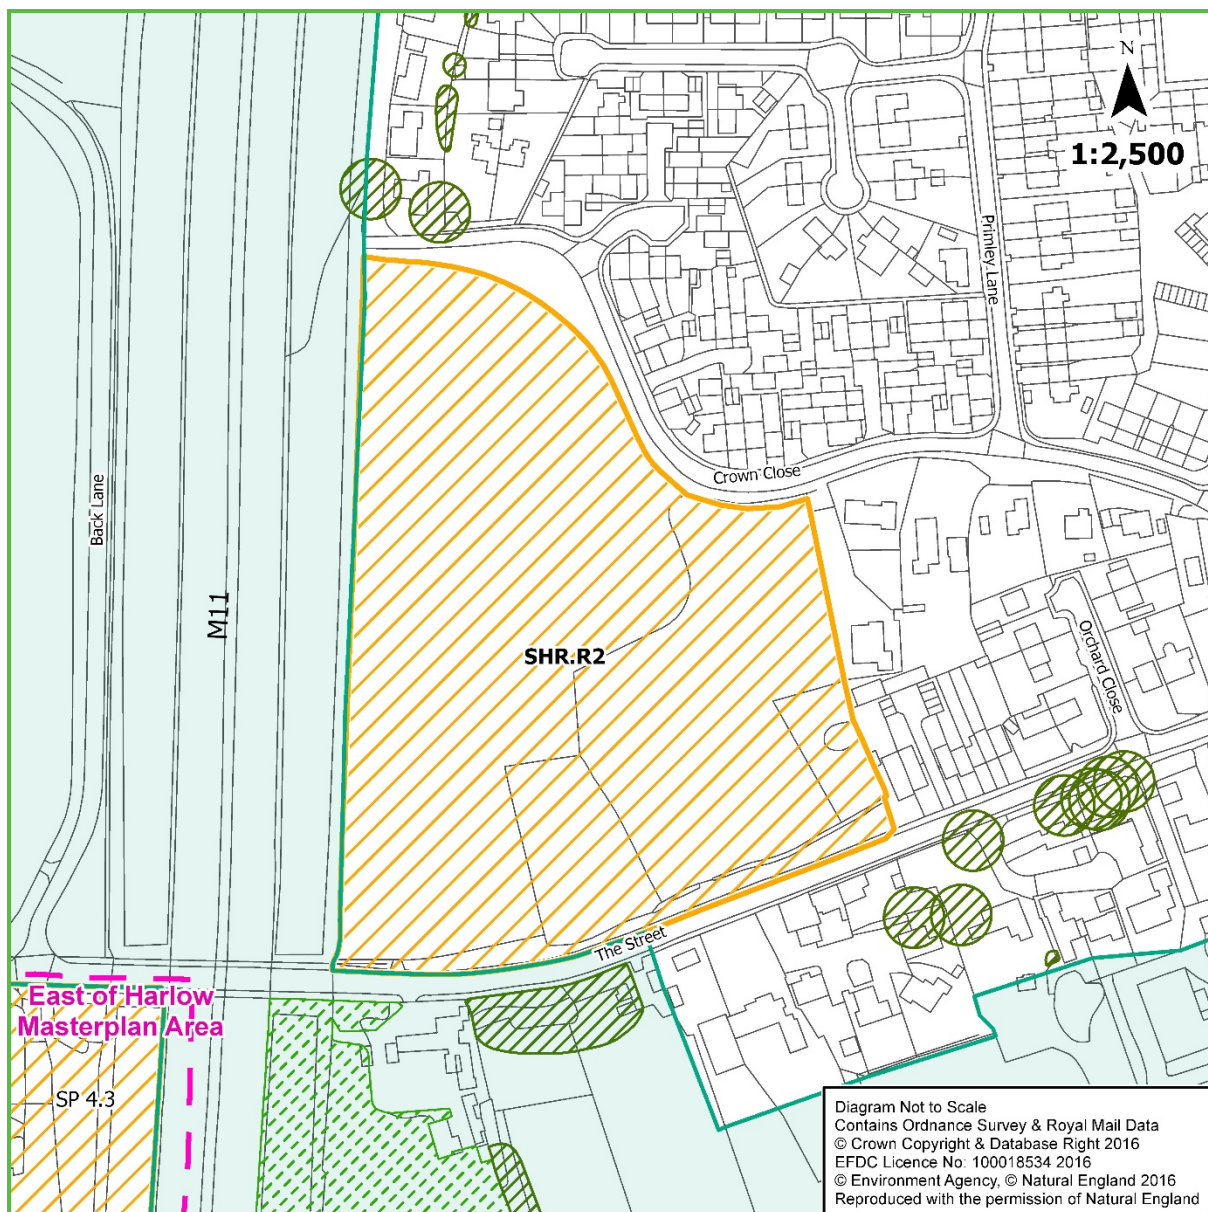 N
1:2,500
Primley Lane
Crown Close
Back Lane
M11
SHR.R2
Orchard Close
The Street
East of Harlow
Masterplan Area
SP 4.3
Diagram Not to Scale
Contains Ordnance Survey & Royal Mail Data
© Crown Copyright & Database Right 2016
EFDC Licence No: 100018534 2016
© Environment Agency, © Natural England 2016
Reproduced with the permission of Natural England